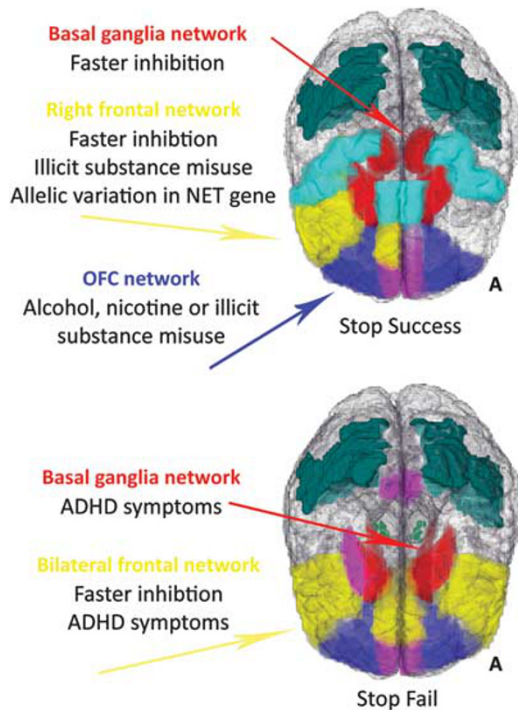 Basal ganglia network
Faster inhibition
Right frontal network
Faster inhibtion
Illicit substance misuse
Allelic variation in NET gene
OFC network
Alcohol, nicotine or illicit
substance misuse
A
Stop Success
Basal ganglia network
ADHD symptoms
Bilateral frontal network
Faster inhibtion
ADHD symptoms
A
Stop Fail